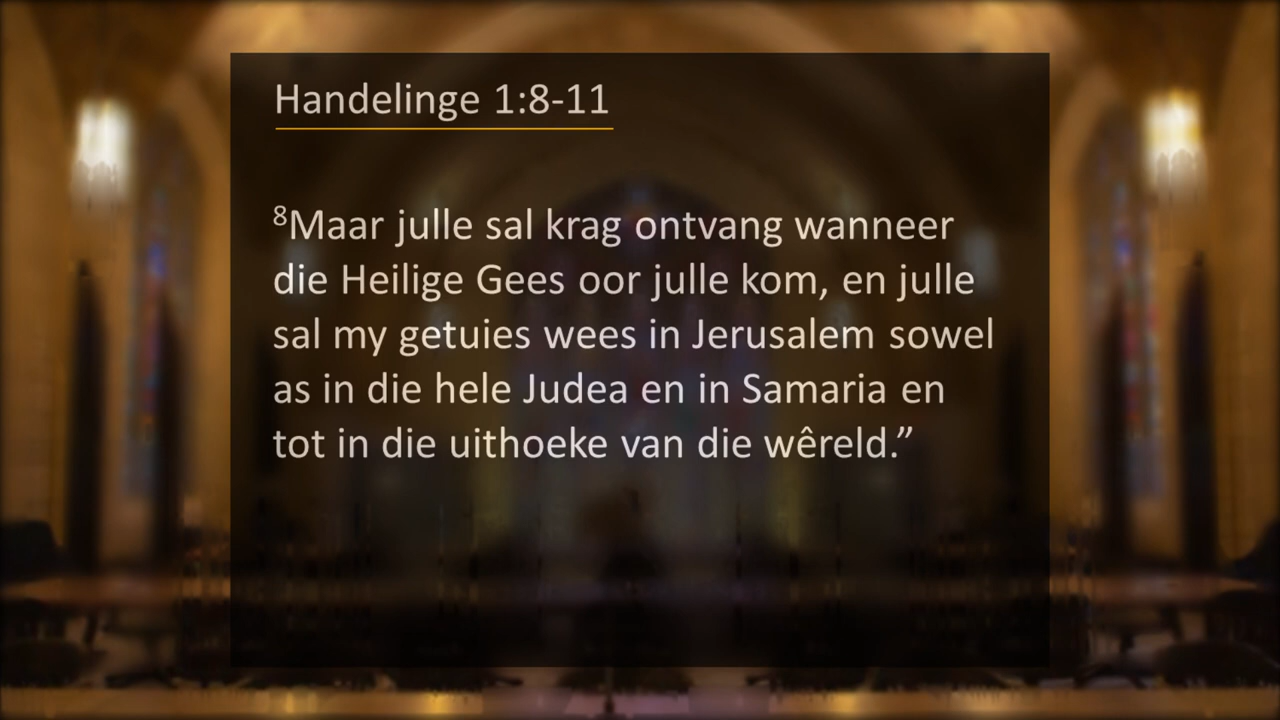 Handelinge 1:8-11
⁸Maar julle sal krag ontvang wanneer
die Heilige Gees oor julle kom, en julle
sal my getuies wees in Jerusalem sowel
as in die hele Judea en in Samaria en
tot in die uithoeke van die wêreld.”